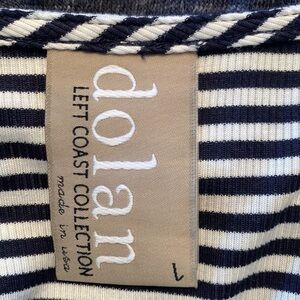 dolan
LEFT COAST COLLECTION
made in usa
L